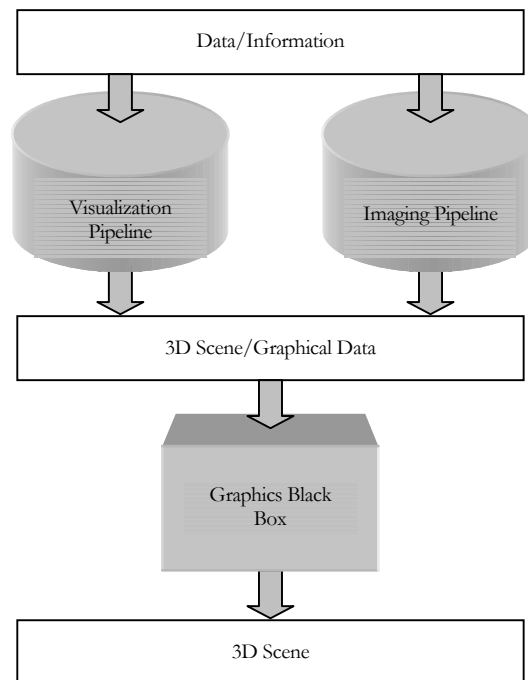 Data/Information
Visualization
Pipeline
Imaging Pipeline
3D Scene/Graphical Data
Graphics Black
Box
3D Scene